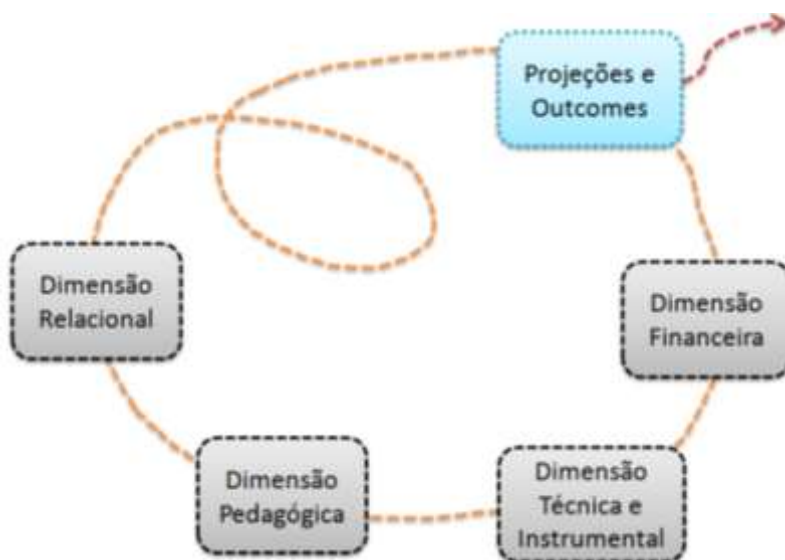 Projeções e
Outcomes
Dimensão
Relacional
Dimensão
Financeira
Dimensão
Pedagógica
Dimensão
Técnica e
Instrumental